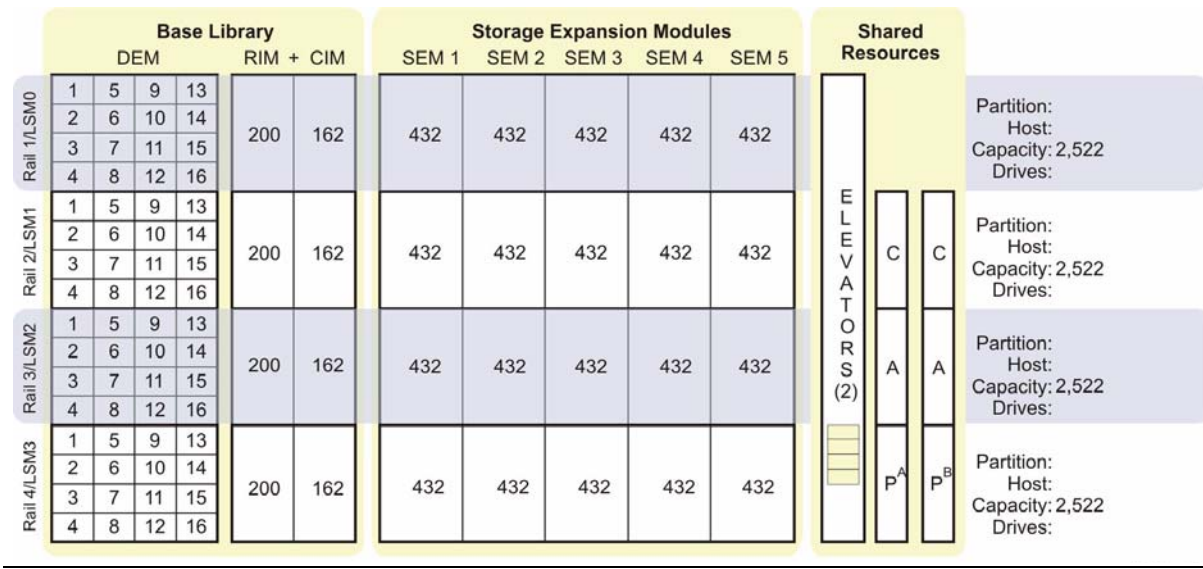 Base Library
Storage Expansion Modules
Shared Resources
DEM RIM + CIM SEM 1 SEM 2 SEM 3 SEM 4 SEM 5
Rail 1/LSM0
1 5 9 13
2 6 10 14
3 7 11 15
4 8 12 16
200 162 432 432 432 432 432
Partition:
Host:
Capacity: 2,522
Drives:
Rail 2/LSM1
1 5 9 13
2 6 10 14
3 7 11 15
4 8 12 16
200 162 432 432 432 432 432
C C
Partition:
Host:
Capacity: 2,522
Drives:
Rail 3/LSM2
1 5 9 13
2 6 10 14
3 7 11 15
4 8 12 16
200 162 432 432 432 432 432
A A
Partition:
Host:
Capacity: 2,522
Drives:
Rail 4/LSM3
1 5 9 13
2 6 10 14
3 7 11 15
4 8 12 16
200 162 432 432 432 432 432
P^A P^B
Partition:
Host:
Capacity: 2,522
Drives:
ELEVATORS (2)